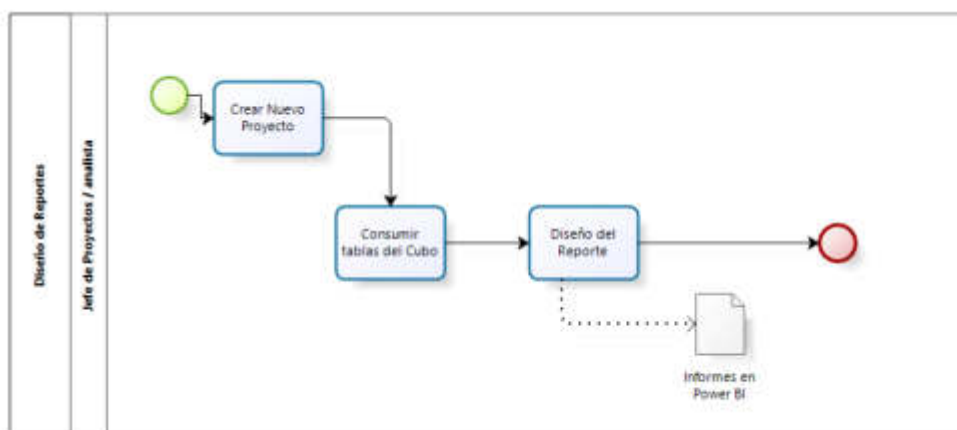 Diseño de Reportes
Jefe de Proyectos / analista
Crear Nuevo
Proyecto
Consumir
tablas del Cubo
Diseño del
Reporte
Informes en
Power BI